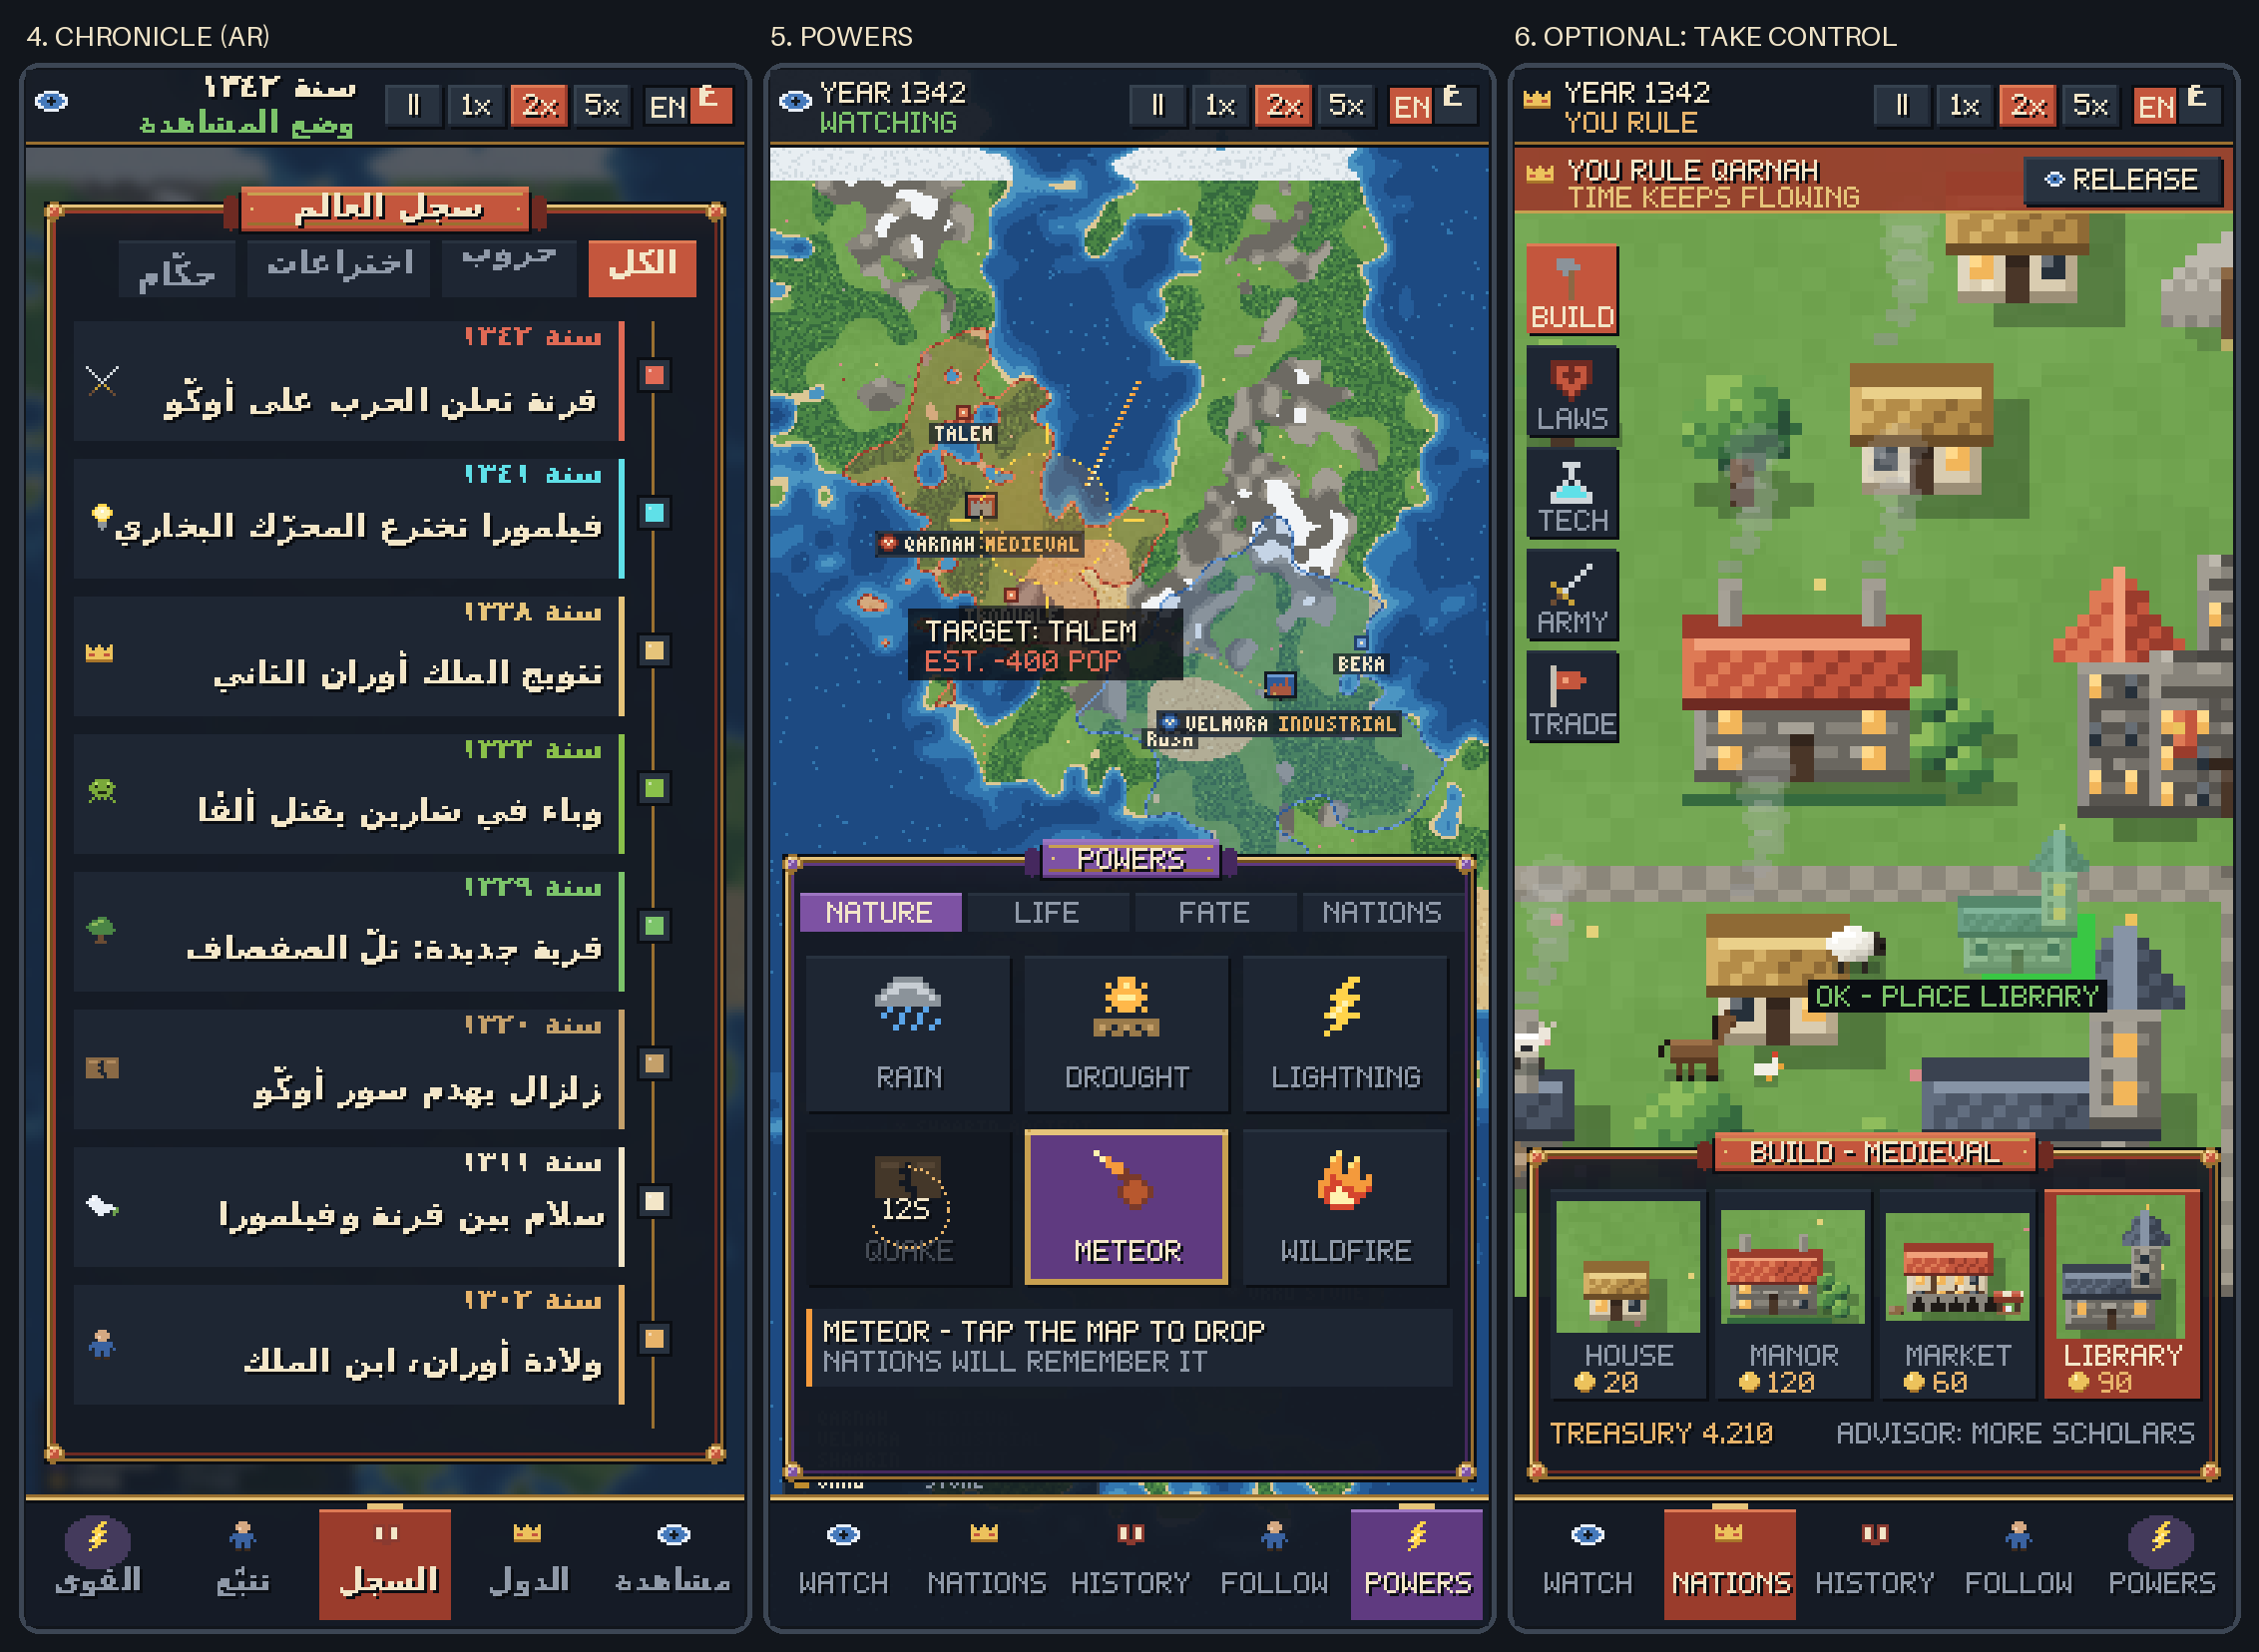 4. CHRONICLE (AR)
سنة ١٣٤٢
وضع المشاهدة
II 1x 2x 5x EN ع
سجل العالم
الكل
حروب
اختراعات
حكّام
سنة ١٣٤٢
قرنة تعلن الحرب على أوكّو
سنة ١٣٤١
فيلمورا تخترع المحرّك البخاري
سنة ١٣٣٨
تتويج الملك أوران الثاني
سنة ١٣٣٣
وباء في شارين يقتل ألفًا
سنة ١٣٢٩
قرية جديدة: تلّ الصفصاف
سنة ١٣٢٠
زلزال يهدم سور أوكّو
سنة ١٣١١
سلام بين قرنة وفيلمورا
سنة ١٣٠٢
ولادة أوران، ابن الملك
مشاهدة
الدول
السجل
تتبّع
القوى
5. POWERS
YEAR 1342
WATCHING
II 1x 2x 5x EN ع
TALEM
QARNAH MEDIEVAL
TARGET: TALEM
EST. -400 POP
BEKA
VELMORA INDUSTRIAL
POWERS
NATURE LIFE FATE NATIONS
RAIN DROUGHT LIGHTNING
12S
QUAKE METEOR WILDFIRE
METEOR - TAP THE MAP TO DROP
NATIONS WILL REMEMBER IT
WATCH NATIONS HISTORY FOLLOW POWERS
6. OPTIONAL: TAKE CONTROL
YEAR 1342
YOU RULE
II 1x 2x 5x EN ع
YOU RULE QARNAH
TIME KEEPS FLOWING
RELEASE
BUILD
LAWS
TECH
ARMY
TRADE
OK - PLACE LIBRARY
BUILD - MEDIEVAL
HOUSE MANOR MARKET LIBRARY
20 120 60 90
TREASURY 4.210 ADVISOR: MORE SCHOLARS
WATCH NATIONS HISTORY FOLLOW POWERS